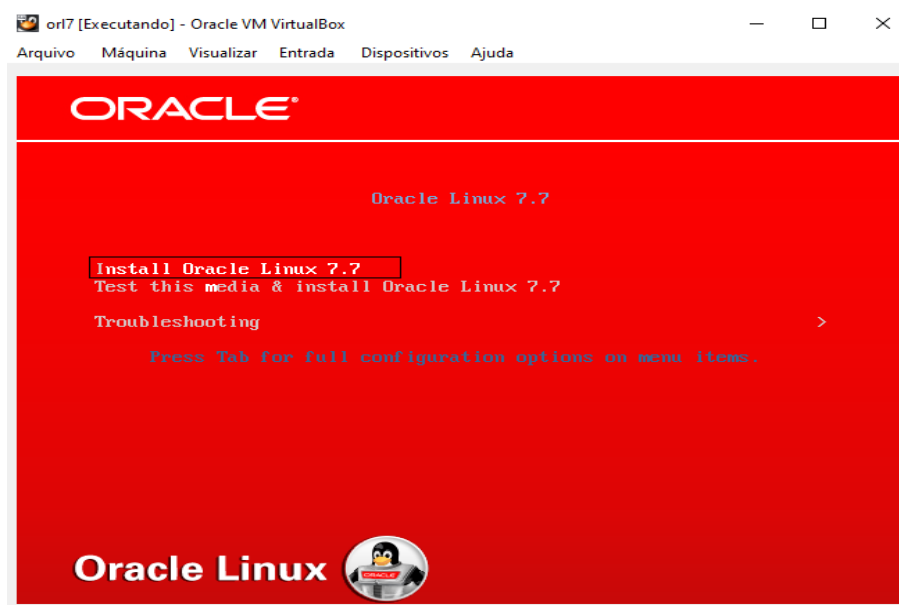 orl7 [Executando] - Oracle VM VirtualBox
Arquivo Máquina Visualizar Entrada Dispositivos Ajuda
ORACLE®
Oracle Linux 7.7
Install Oracle Linux 7.7
Test this media & install Oracle Linux 7.7
Troubleshooting >
Press Tab for full configuration options on menu items.
Oracle Linux
ORACLE